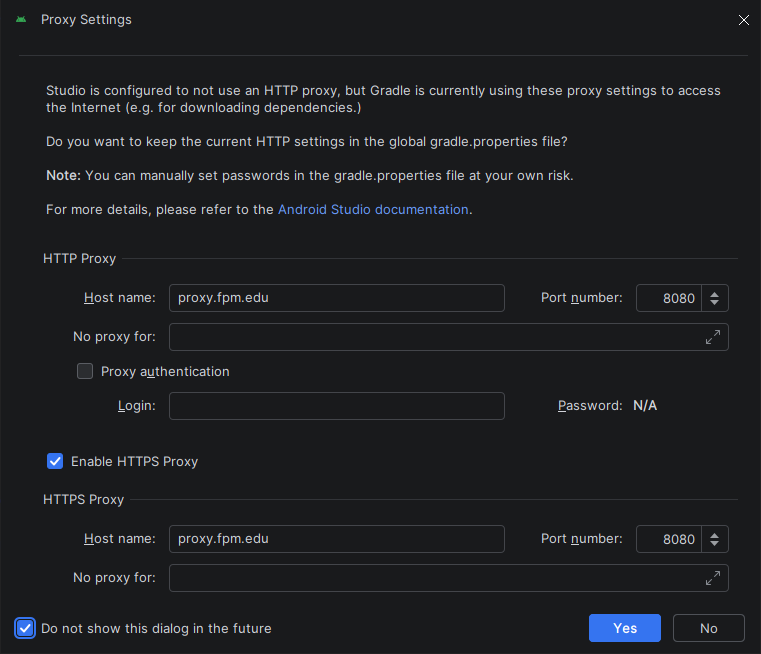 Proxy Settings
Studio is configured to not use an HTTP proxy, but Gradle is currently using these proxy settings to access
the Internet (e.g. for downloading dependencies.)
Do you want to keep the current HTTP settings in the global gradle.properties file?
Note: You can manually set passwords in the gradle.properties file at your own risk.
For more details, please refer to the Android Studio documentation.
HTTP Proxy
Host name: proxy.fpm.edu Port number: 8080
No proxy for:
Proxy authentication
Login: Password: N/A
Enable HTTPS Proxy
HTTPS Proxy
Host name: proxy.fpm.edu Port number: 8080
No proxy for:
Do not show this dialog in the future Yes No